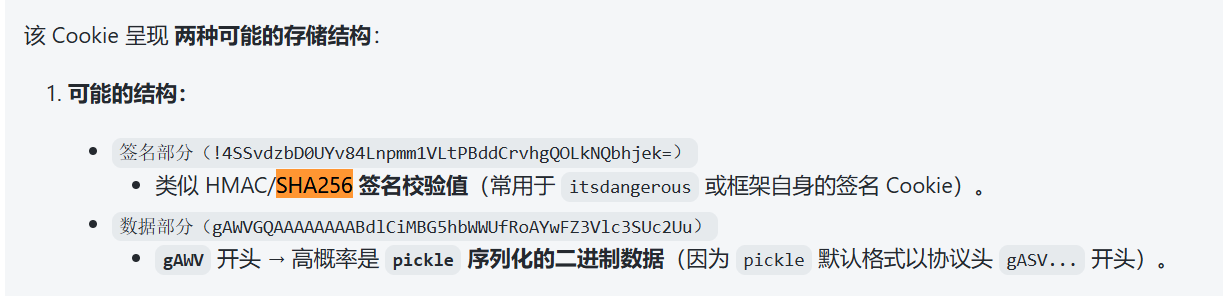 该 Cookie 呈现 两种可能的存储结构：
1. 可能的结构：
签名部分（!4SSvdzbD0UYv84Lnpmm1VLtPBddCrvhgQOLkNQbhjek=）
类似 HMAC/SHA256 签名校验值（常用于 itsdangerous 或框架自身的签名 Cookie）。
数据部分（gAWVGQAAAAAAAABdlCiMBG5hbWWUfRoAYwFZ3Vlc3SUc2Uu）
gAWV 开头 → 高概率是 pickle 序列化的二进制数据（因为 pickle 默认格式以协议头 gASV... 开头）。